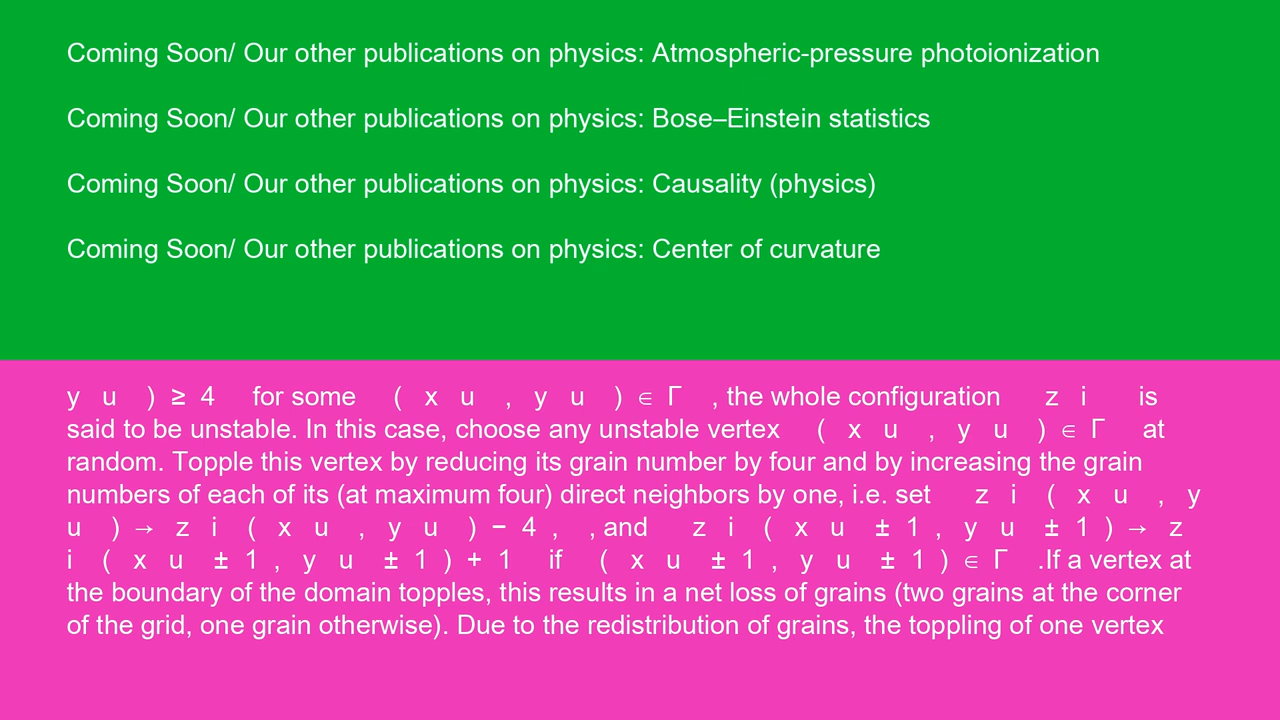 Coming Soon/ Our other publications on physics: Atmospheric-pressure photoionization
Coming Soon/ Our other publications on physics: Bose–Einstein statistics
Coming Soon/ Our other publications on physics: Causality (physics)
Coming Soon/ Our other publications on physics: Center of curvature
y u ) ≥ 4 for some ( x u , y u ) ∈ Γ , the whole configuration z i is
said to be unstable. In this case, choose any unstable vertex ( x u , y u ) ∈ Γ at
random. Topple this vertex by reducing its grain number by four and by increasing the grain
numbers of each of its (at maximum four) direct neighbors by one, i.e. set z i ( x u , y
u ) → z i ( x u , y u ) − 4 , , and z i ( x u ± 1 , y u ± 1 ) → z
i ( x u ± 1 , y u ± 1 ) + 1 if ( x u ± 1 , y u ± 1 ) ∈ Γ .If a vertex at
the boundary of the domain topples, this results in a net loss of grains (two grains at the corner
of the grid, one grain otherwise). Due to the redistribution of grains, the toppling of one vertex